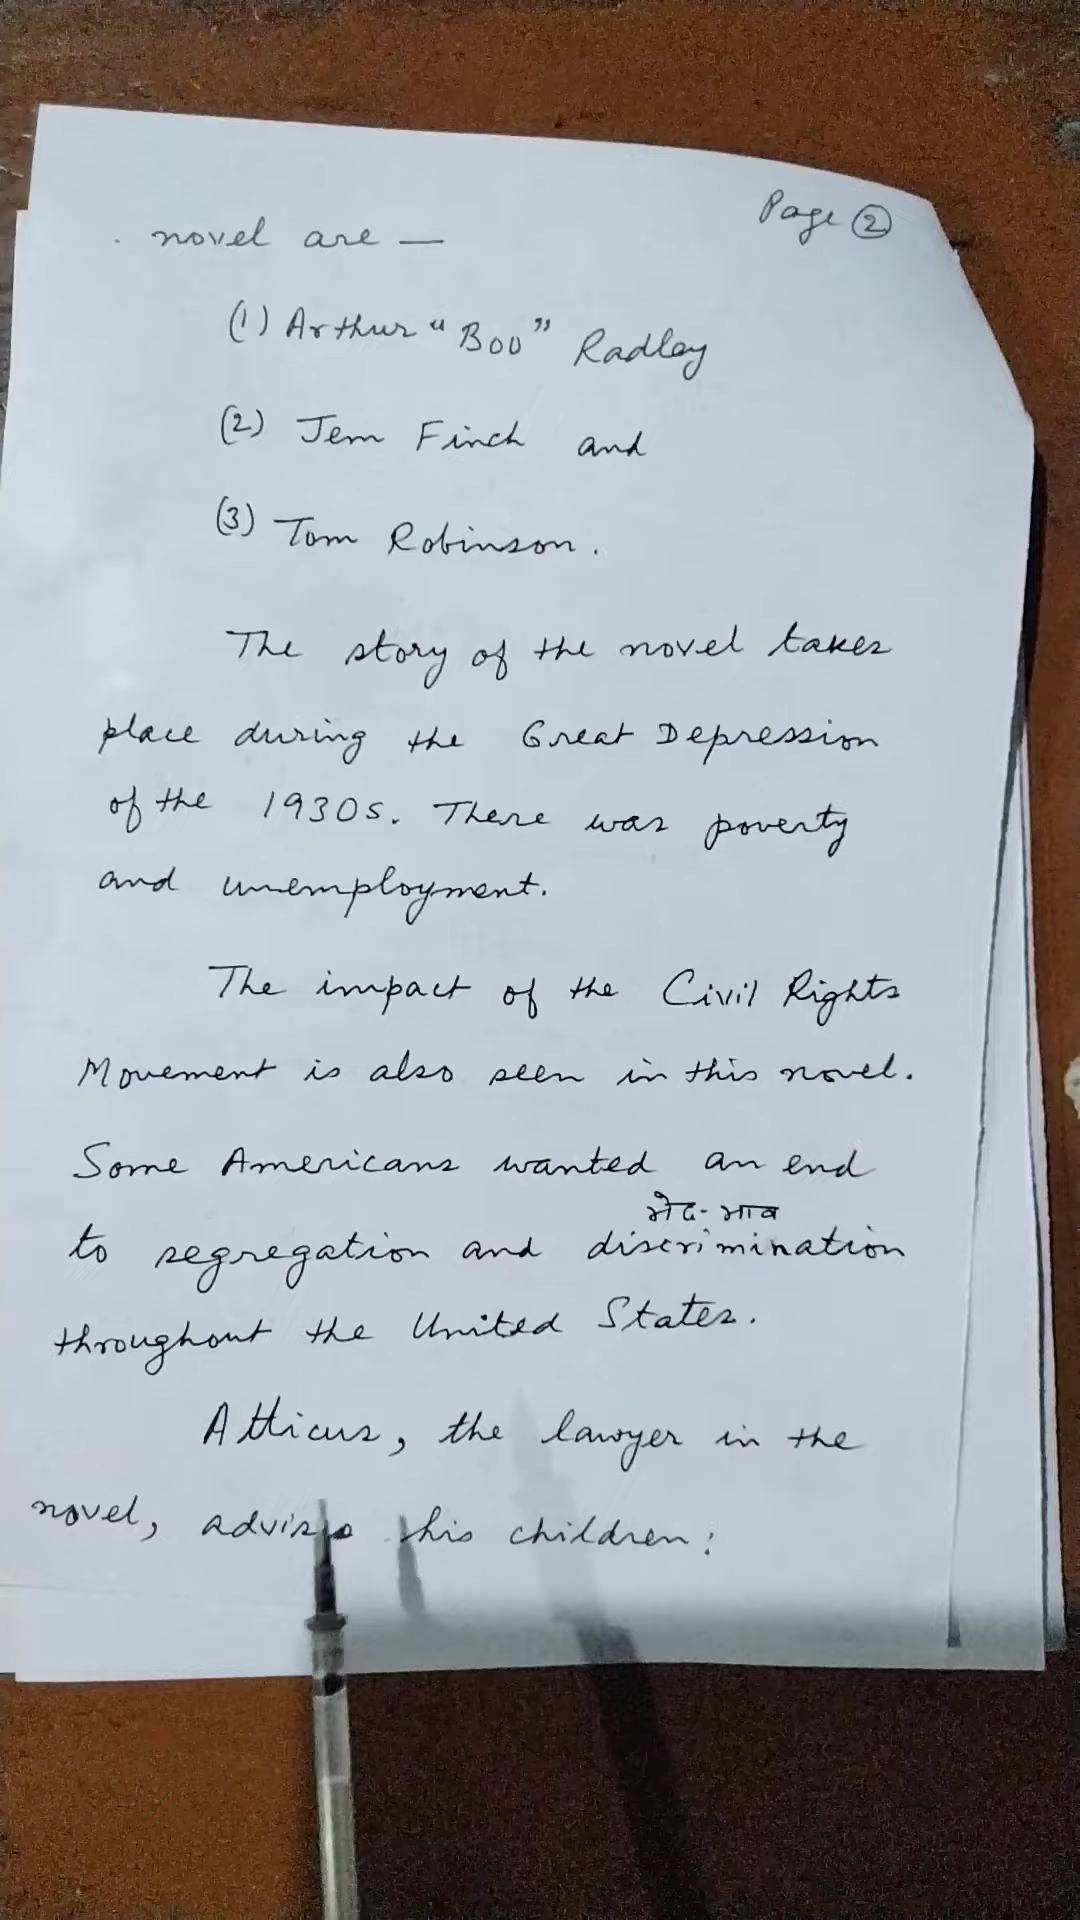 Page 2
novel are —
(1) Arthur "Boo" Radley
(2) Jem Finch and
(3) Tom Robinson.
The story of the novel takes
place during the Great Depression
of the 1930s. There was poverty
and unemployment.
The impact of the Civil Rights
Movement is also seen in this novel.
Some Americans wanted an end
भेद-भाव
to segregation and discrimination
throughout the United States.
Atticus, the lawyer in the
novel, advises his children: